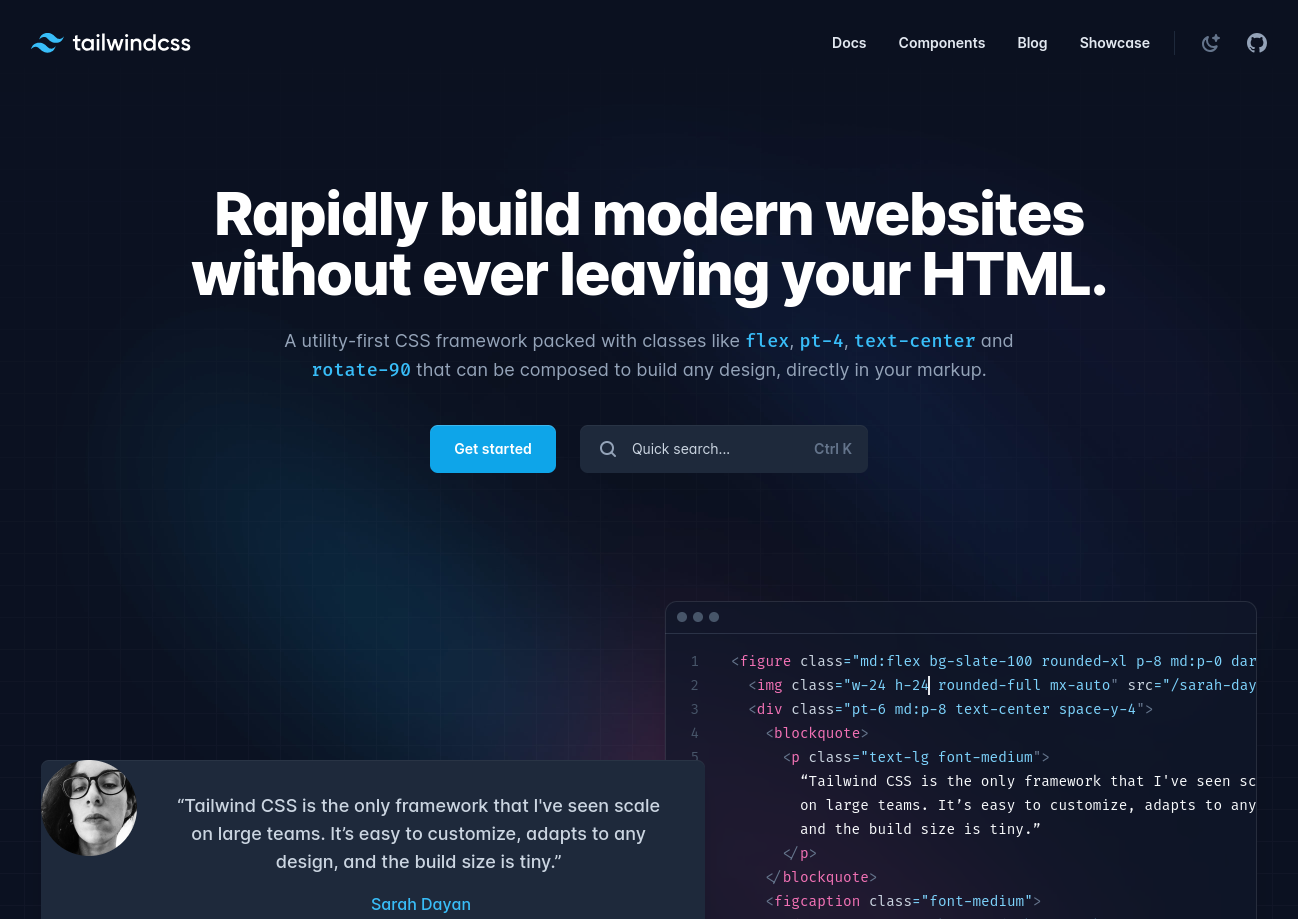 tailwindcss
Docs
Components
Blog
Showcase
Rapidly build modern websites
without ever leaving your HTML.
A utility-first CSS framework packed with classes like flex, pt-4, text-center and
rotate-90 that can be composed to build any design, directly in your markup.
Get started
Quick search...
Ctrl K
1 <figure class="md:flex bg-slate-100 rounded-xl p-8 md:p-0 dar
2 <img class="w-24 h-24 rounded-full mx-auto" src="/sarah-day
3 <div class="pt-6 md:p-8 text-center space-y-4">
4 <blockquote>
5 <p class="text-lg font-medium">
“Tailwind CSS is the only framework that I've seen sc
on large teams. It’s easy to customize, adapts to any
and the build size is tiny.”
</p>
</blockquote>
<figcaption class="font-medium">
“Tailwind CSS is the only framework that I've seen scale
on large teams. It’s easy to customize, adapts to any
design, and the build size is tiny.”
Sarah Dayan